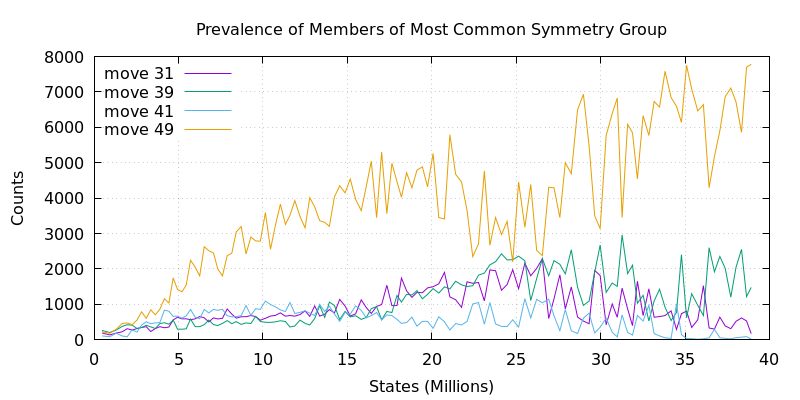 Prevalence of Members of Most Common Symmetry Group
8000
7000
6000
5000
4000
3000
2000
1000
0
Counts
move 31
move 39
move 41
move 49
0 5 10 15 20 25 30 35 40
States (Millions)